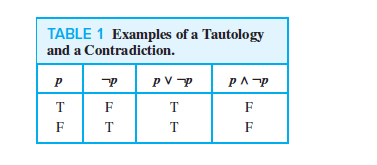 TABLE 1 Examples of a Tautology
and a Contradiction.
p ¬p p ∨ ¬p p ∧ ¬p
T F T F
F T T F